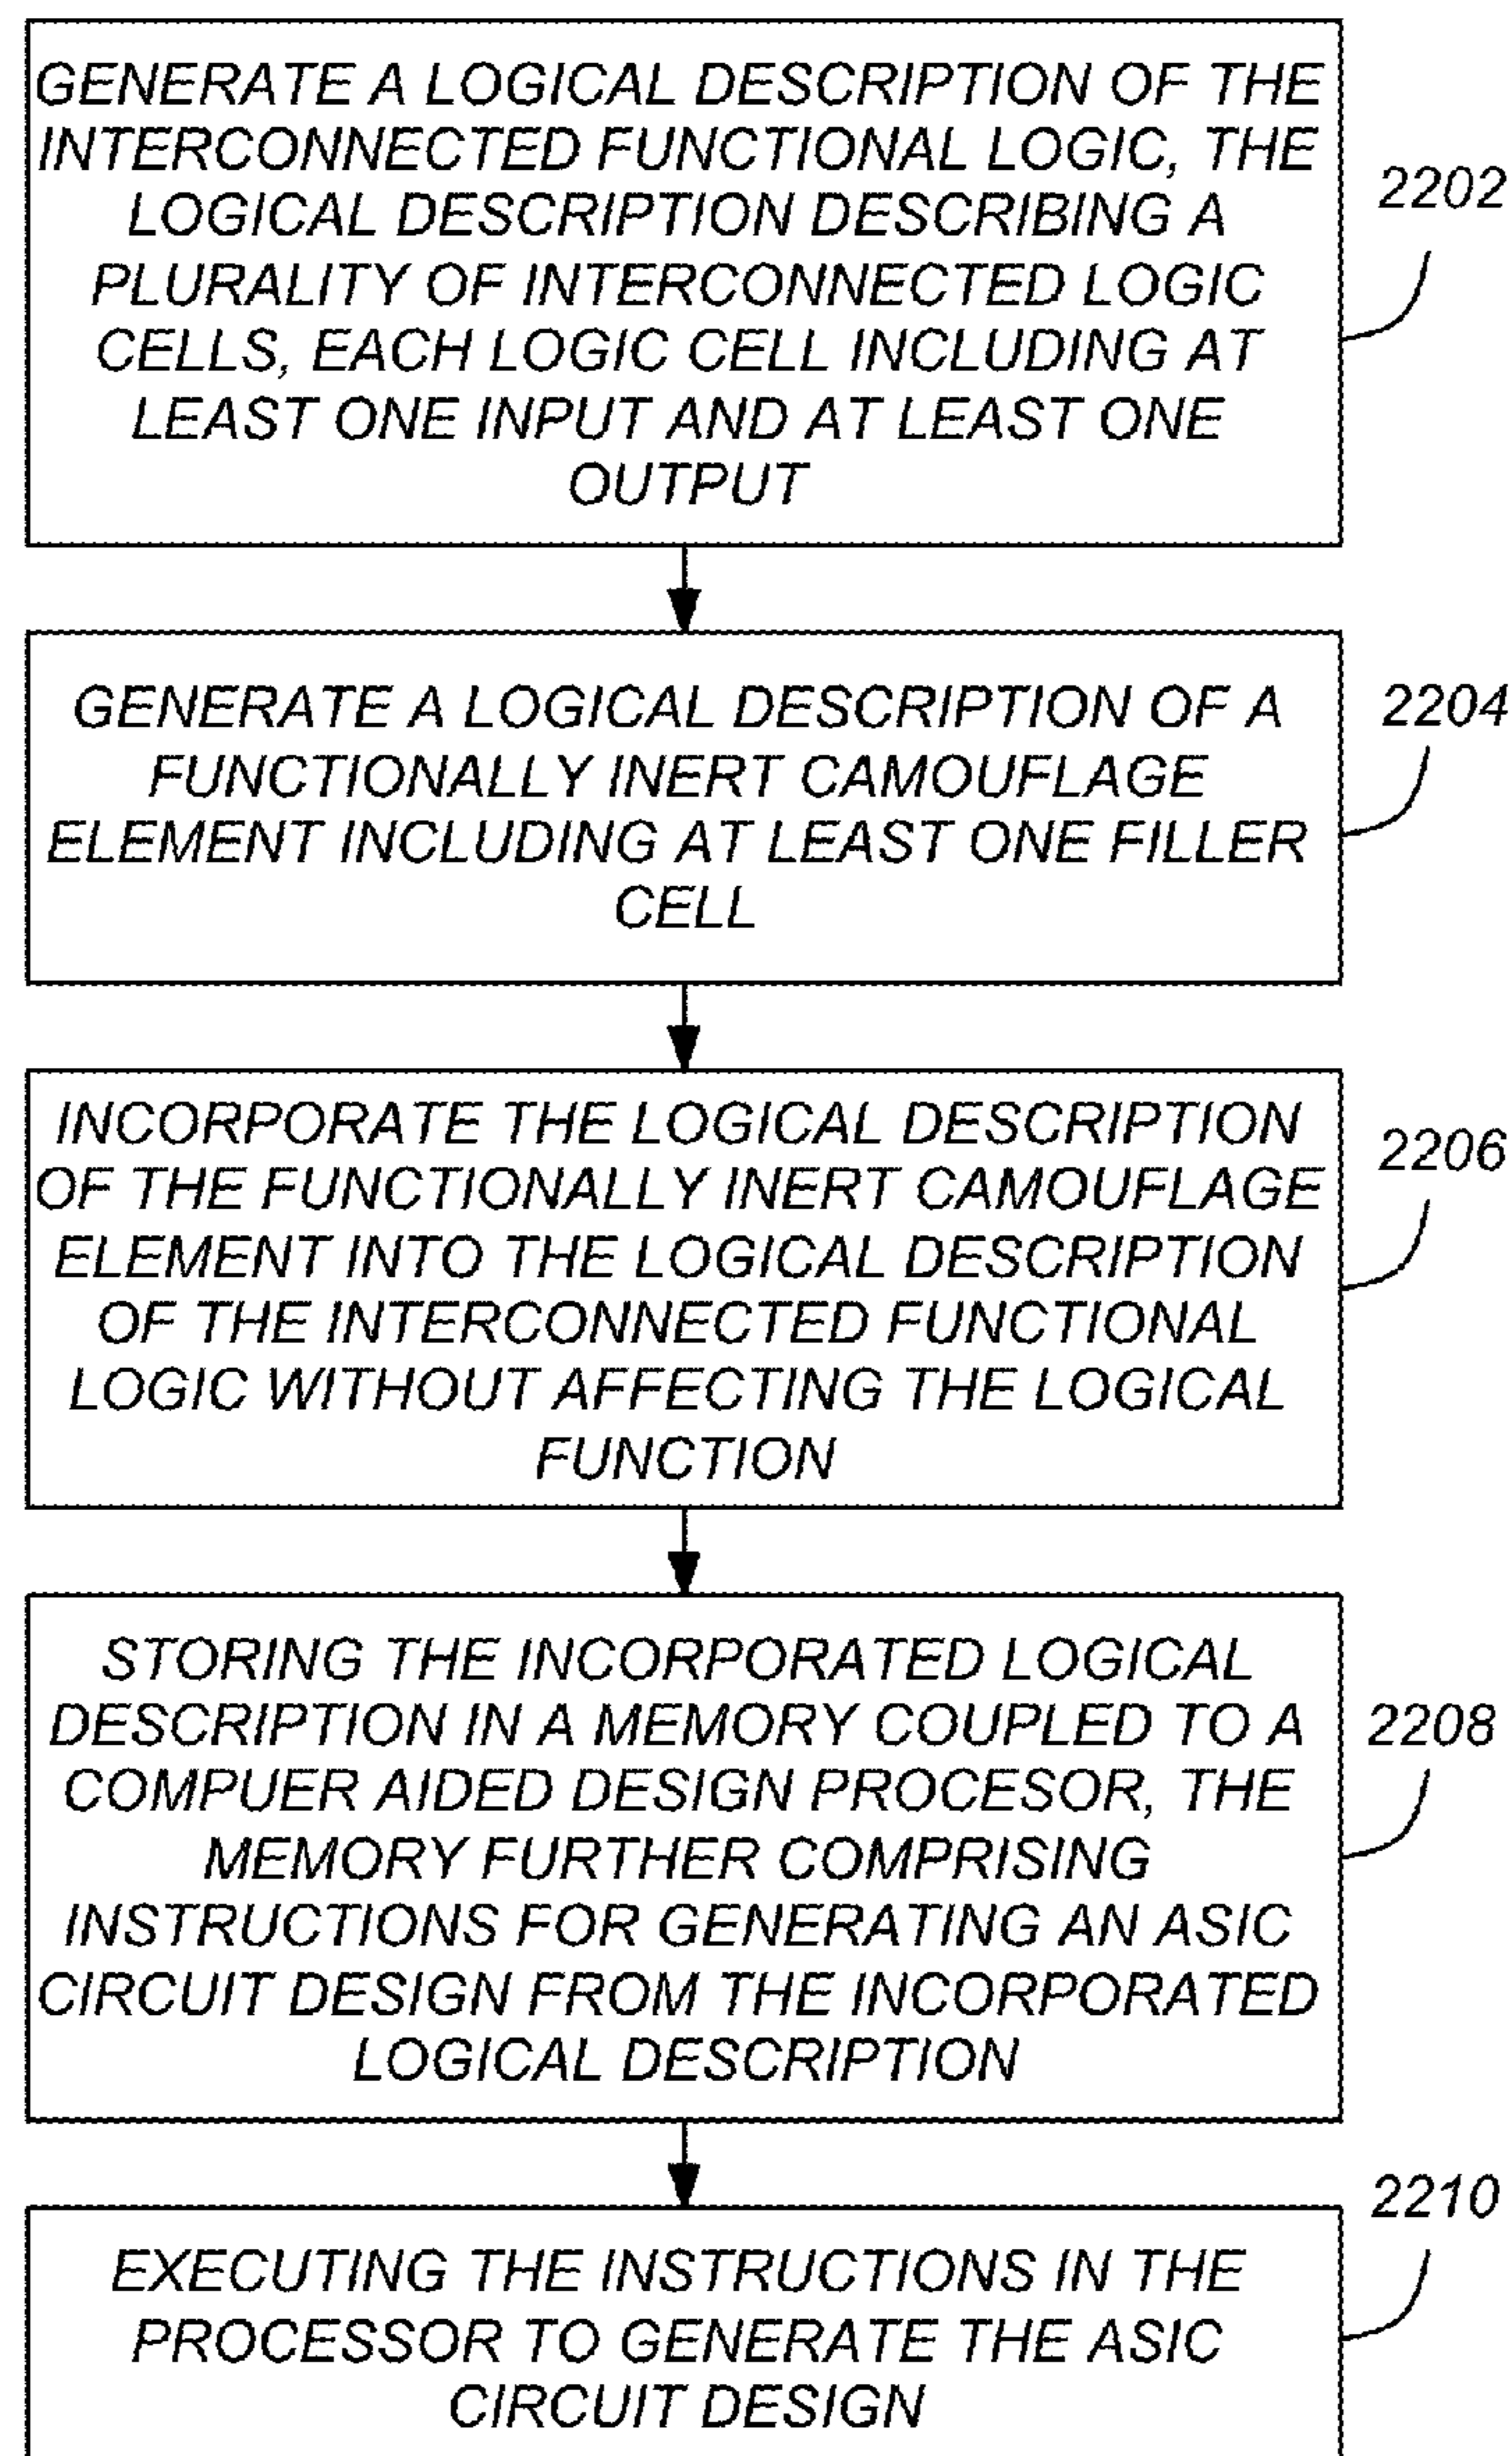 GENERATE A LOGICAL DESCRIPTION OF THE
INTERCONNECTED FUNCTIONAL LOGIC, THE
LOGICAL DESCRIPTION DESCRIBING A
PLURALITY OF INTERCONNECTED LOGIC
CELLS, EACH LOGIC CELL INCLUDING AT
LEAST ONE INPUT AND AT LEAST ONE
OUTPUT
2202
GENERATE A LOGICAL DESCRIPTION OF A
FUNCTIONALLY INERT CAMOUFLAGE
ELEMENT INCLUDING AT LEAST ONE FILLER
CELL
2204
INCORPORATE THE LOGICAL DESCRIPTION
OF THE FUNCTIONALLY INERT CAMOUFLAGE
ELEMENT INTO THE LOGICAL DESCRIPTION
OF THE INTERCONNECTED FUNCTIONAL
LOGIC WITHOUT AFFECTING THE LOGICAL
FUNCTION
2206
STORING THE INCORPORATED LOGICAL
DESCRIPTION IN A MEMORY COUPLED TO A
COMPUER AIDED DESIGN PROCESOR, THE
MEMORY FURTHER COMPRISING
INSTRUCTIONS FOR GENERATING AN ASIC
CIRCUIT DESIGN FROM THE INCORPORATED
LOGICAL DESCRIPTION
2208
EXECUTING THE INSTRUCTIONS IN THE
PROCESSOR TO GENERATE THE ASIC
CIRCUIT DESIGN
2210